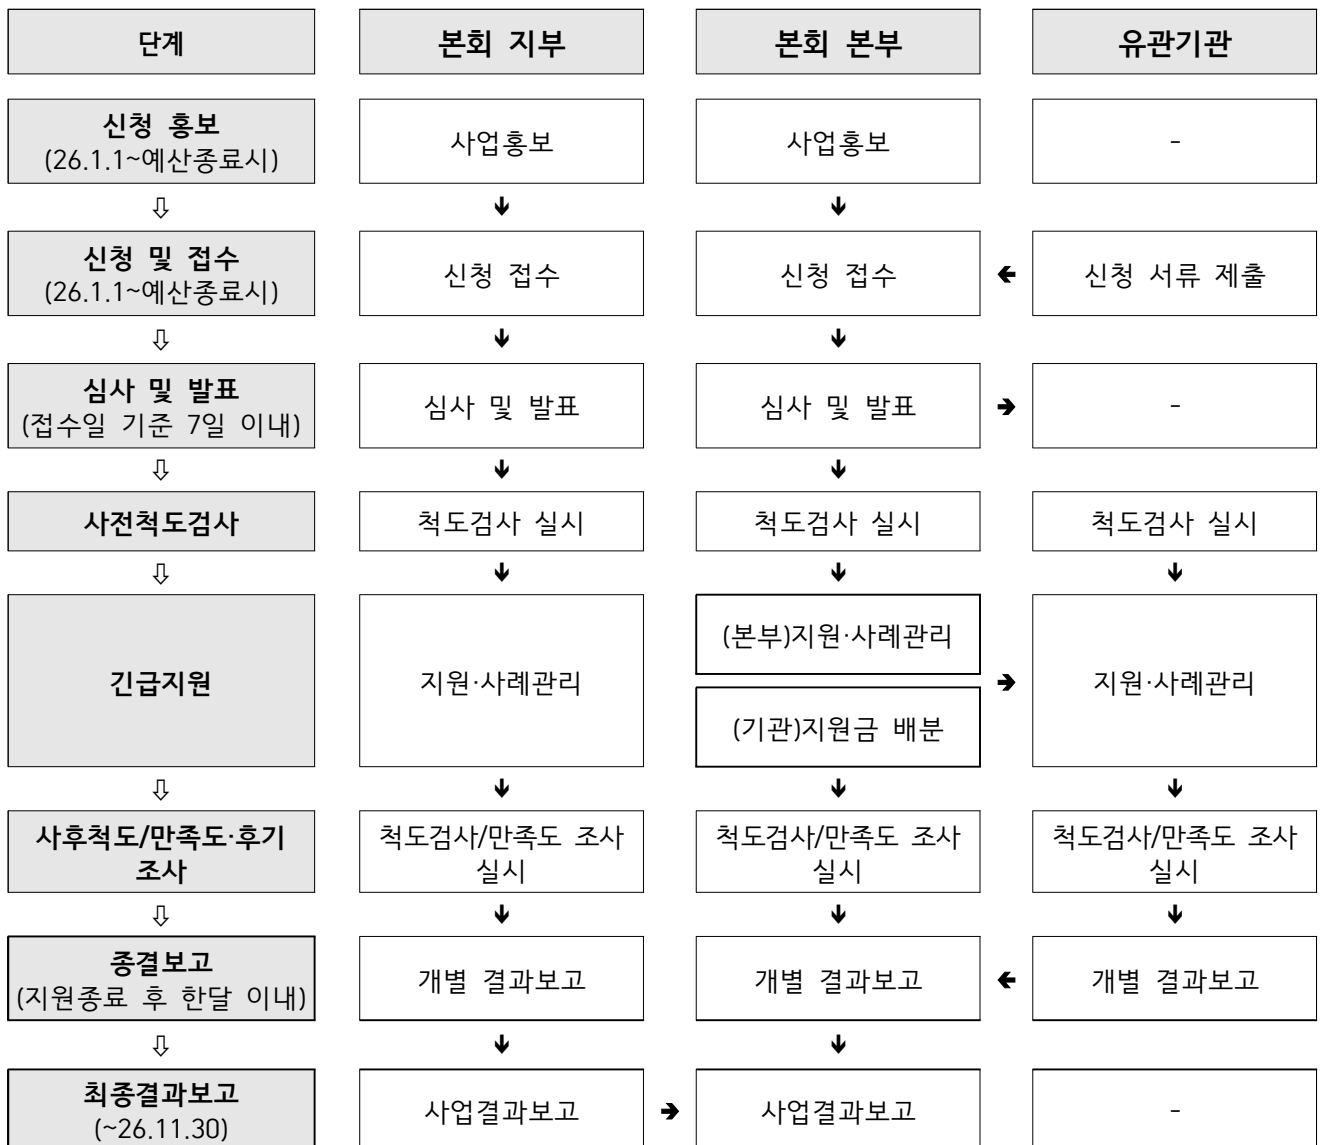 단계
본회 지부
본회 본부
유관기관
신청 홍보
(26.1.1~예산종료시)
사업홍보
사업홍보
-
⇩
🡻
🡻
신청 및 접수
(26.1.1~예산종료시)
신청 접수
신청 접수
🡸
신청 서류 제출
⇩
🡻
🡻
심사 및 발표
(접수일 기준 7일 이내)
심사 및 발표
심사 및 발표
🡺
-
⇩
🡻
🡻
사전척도검사
척도검사 실시
척도검사 실시
척도검사 실시
⇩
🡻
🡻
🡻
긴급지원
지원·사례관리
(본부)지원·사례관리
(기관)지원금 배분
🡺
지원·사례관리
⇩
🡻
🡻
🡻
사후척도/만족도·후기
조사
척도검사/만족도 조사
실시
척도검사/만족도 조사
실시
척도검사/만족도 조사
실시
⇩
🡻
🡻
🡻
종결보고
(지원종료 후 한달 이내)
개별 결과보고
개별 결과보고
🡸
개별 결과보고
⇩
🡻
🡻
최종결과보고
(~26.11.30)
사업결과보고
🡺
사업결과보고
-